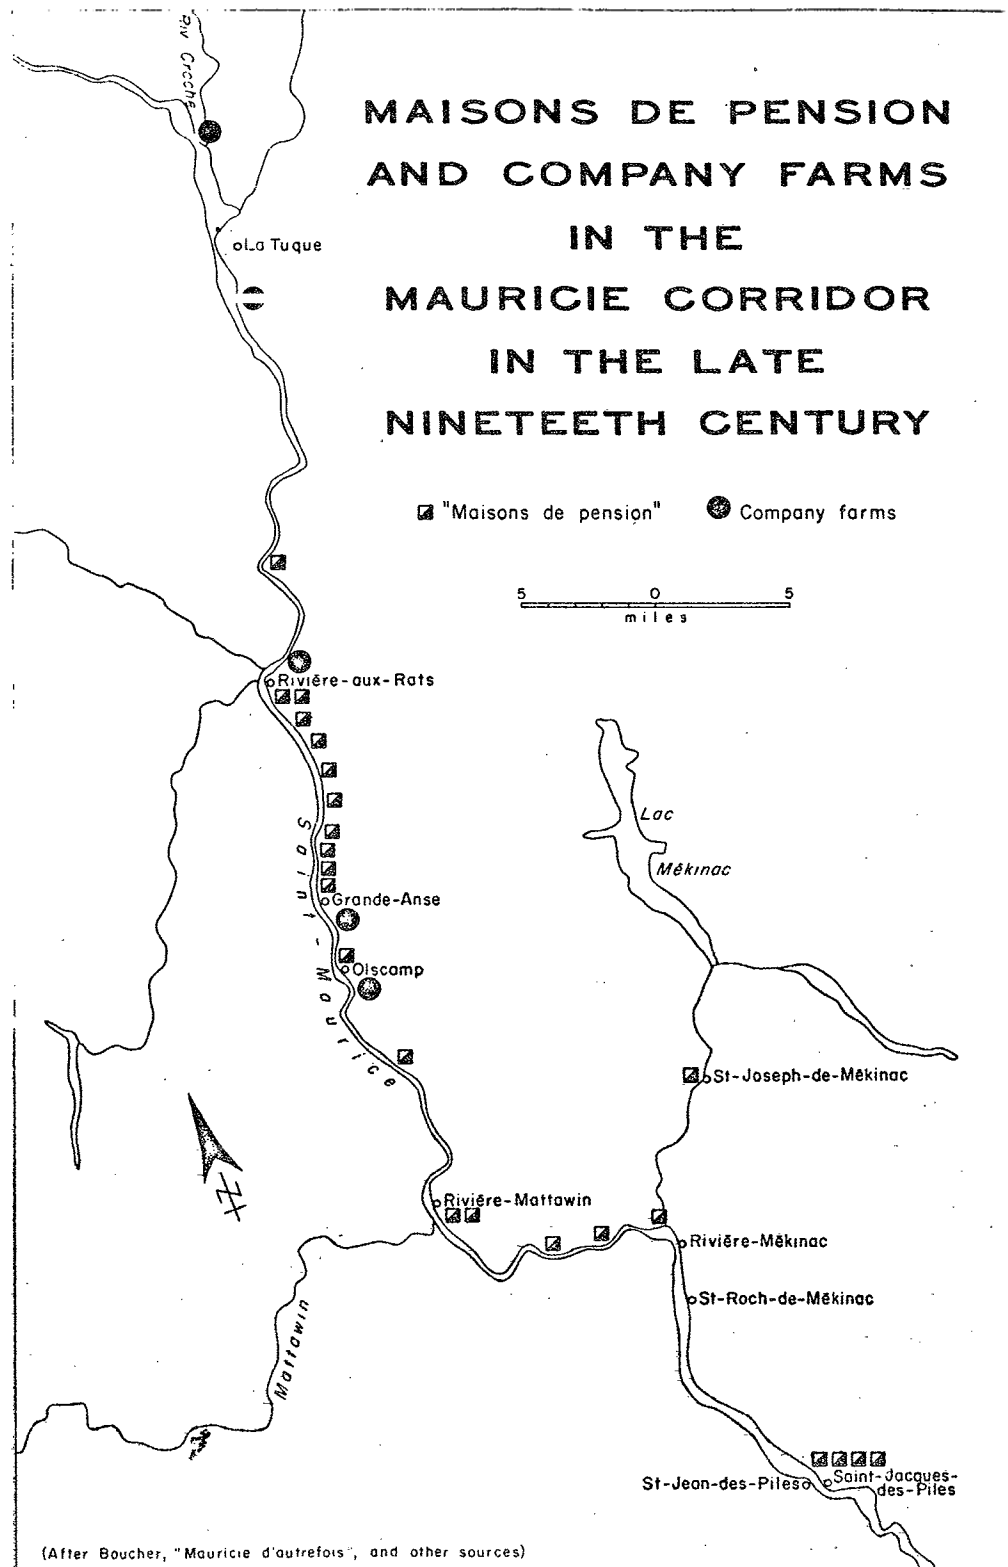 Riv Croche
MAISONS DE PENSION
AND COMPANY FARMS
IN THE
MAURICIE CORRIDOR
IN THE LATE
NINETEETH CENTURY
La Tuque
"Maisons de pension"
Company farms
5 0 5
miles
Rivière-aux-Rats
Lac
Mékinac
Saint-Maurice
Grande-Anse
Olscamp
St-Joseph-de-Mékinac
N
Rivière-Mattawin
Rivière-Mékinac
St-Roch-de-Mékinac
Mattawin
St-Jean-des-Piles
Saint-Jacques-
des-Piles
(After Boucher, "Mauricie d'autrefois", and other sources)